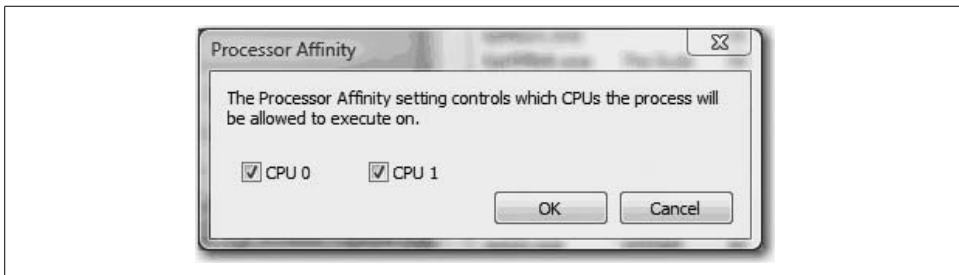 Processor Affinity
The Processor Affinity setting controls which CPUs the process will
be allowed to execute on.
CPU 0 CPU 1
OK Cancel